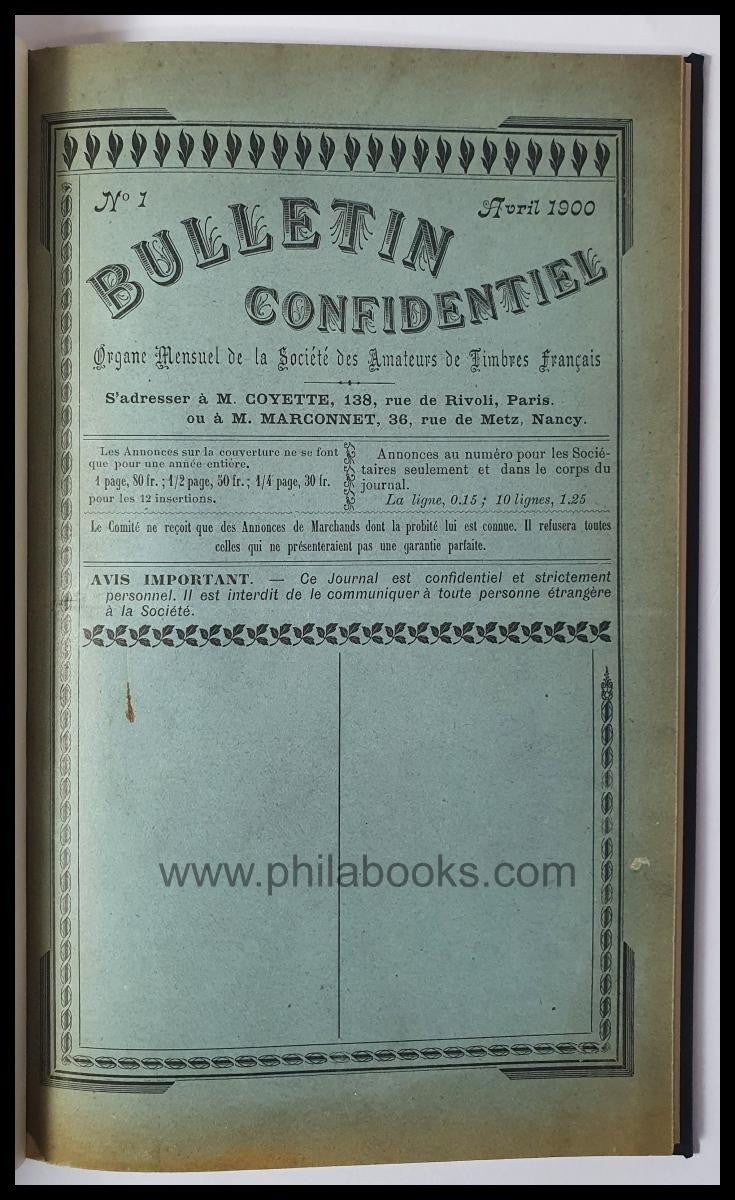 No 1
Avril 1900
BULLETIN
CONFIDENTIEL
Organe Mensuel de la Société des Amateurs de Timbres Français
S'adresser à M. COYETTE, 138, rue de Rivoli, Paris.
ou à M. MARCONNET, 36, rue de Metz, Nancy.
Les Annonces sur la couverture ne se font
que pour une année entière.
1 page, 80 fr. ; 1/2 page, 50 fr. ; 1/4 page, 30 fr.
pour les 12 insertions.
Annonces au numéro pour les Socié-
taires seulement et dans le corps du
journal.
La ligne, 0.15 ; 10 lignes, 1.25
Le Comité ne reçoit que des Annonces de Marchands dont la probité lui est connue. Il refusera toutes
celles qui ne présenteraient pas une garantie parfaite.
AVIS IMPORTANT. — Ce Journal est confidentiel et strictement
personnel. Il est interdit de le communiquer à toute personne étrangère
à la Société.
www.philabooks.com